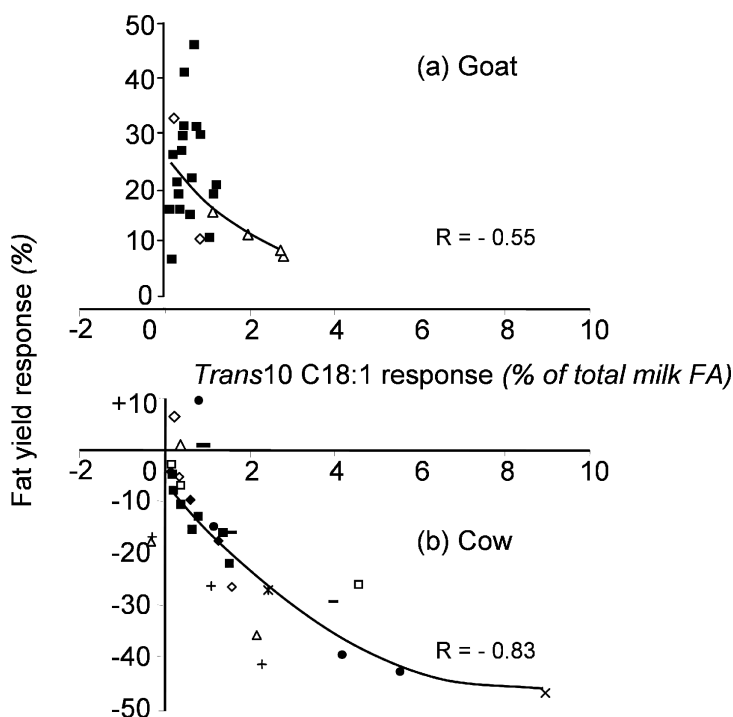 50
(a) Goat
40
30
20
R = - 0.55
10
0
-2 0 2 4 6 8 10
Fat yield response (%)
Trans10 C18:1 response (% of total milk FA)
+10
-2 0 2 4 6 8 10
-10
(b) Cow
-20
-30
R = - 0.83
-40
-50